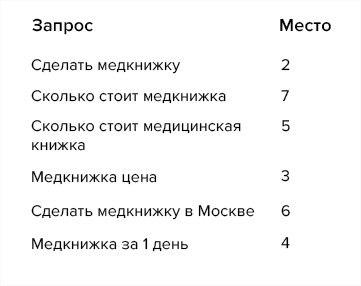 Запрос Место
Сделать медкнижку 2
Сколько стоит медкнижка 7
Сколько стоит медицинская 5
книжка
Медкнижка цена 3
Сделать медкнижку в Москве 6
Медкнижка за 1 день 4